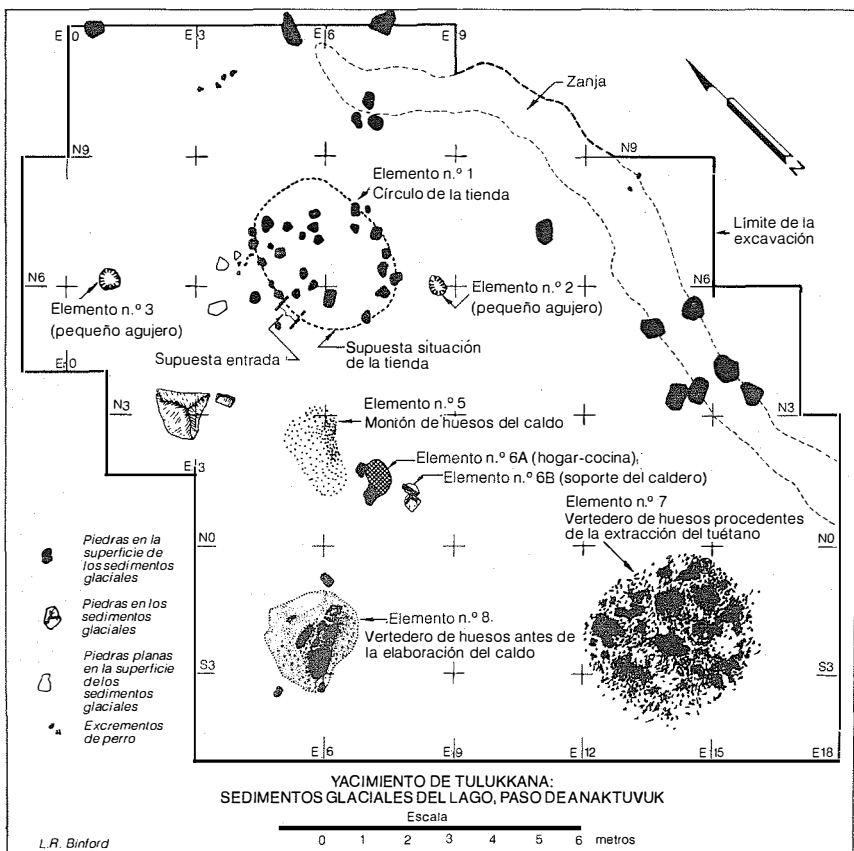 E 0
E 3
E 6
E 9
Zanja
N9
12
N9
Elemento n.º 1
Círculo de la tienda
Límite de la
excavación
N6
N6
Elemento n.º 3
(pequeño agujero)
Elemento n.º 2
(pequeño agujero)
E 0
Supuesta entrada
Supuesta situación
de la tienda
N3
Elemento n.º 5
Montón de huesos del caldo
15
N3
E 3
Elemento n.º 6A (hogar-cocina)
Elemento n.º 6B (soporte del caldero)
Elemento n.º 7
Vertedero de huesos procedentes
de la extracción del tuétano
Piedras en la
superficie de
los sedimentos
glaciales
N0
N0
Piedras en los
sedimentos
glaciales
Elemento n.º 8.
Vertedero de huesos antes de
la elaboración del caldo
Piedras planas
en la superficie
de los
sedimentos
glaciales
S3
S3
Excrementos
de perro
E 6
E 9
E 12
E 15
E 18
YACIMIENTO DE TULUKKANA:
SEDIMENTOS GLACIALES DEL LAGO, PASO DE ANAKTUVUK
Escala
0 1 2 3 4 5 6 metros
L.R. Binford
N